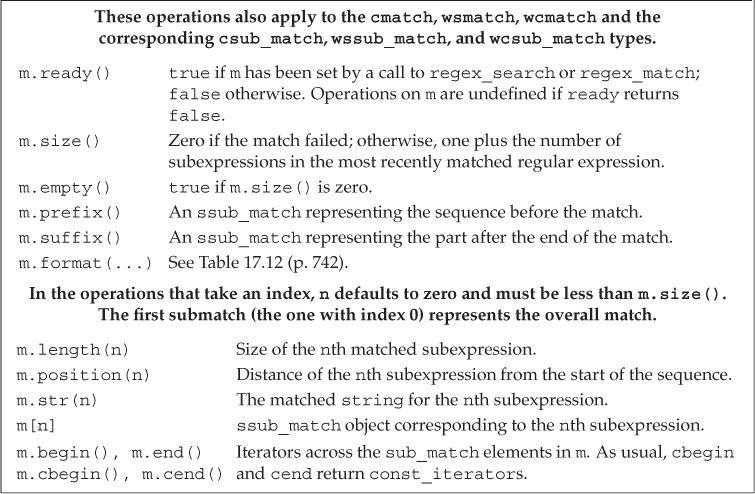 These operations also apply to the cmatch, wsmatch, wcmatch and the
corresponding csub_match, wssub_match, and wcsub_match types.
m.ready() true if m has been set by a call to regex_search or regex_match;
false otherwise. Operations on m are undefined if ready returns
false.
m.size() Zero if the match failed; otherwise, one plus the number of
subexpressions in the most recently matched regular expression.
m.empty() true if m.size() is zero.
m.prefix() An ssub_match representing the sequence before the match.
m.suffix() An ssub_match representing the part after the end of the match.
m.format(...) See Table 17.12 (p. 742).
In the operations that take an index, n defaults to zero and must be less than m.size().
The first submatch (the one with index 0) represents the overall match.
m.length(n) Size of the nth matched subexpression.
m.position(n) Distance of the nth subexpression from the start of the sequence.
m.str(n) The matched string for the nth subexpression.
m[n] ssub_match object corresponding to the nth subexpression.
m.begin(), m.end() Iterators across the sub_match elements in m. As usual, cbegin
m.cbegin(), m.cend() and cend return const_iterators.